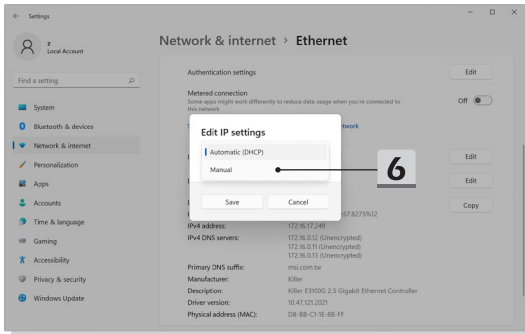 Settings
z
Local Account
Find a setting
System
Bluetooth & devices
Network & internet
Personalization
Apps
Accounts
Time & language
Gaming
Accessibility
Privacy & security
Windows Update
Network & internet > Ethernet
Authentication settings
Edit
Metered connection
Some apps might work differently to reduce data usage when you're connected to
this network
Off
Edit IP settings
Automatic (DHCP)
Manual
6
Save
Cancel
Edit
Edit
Copy
IPv4 address: 172.16.17.249
IPv4 DNS servers: 172.16.0.12 (Unencrypted)
172.16.0.11 (Unencrypted)
172.16.0.13 (Unencrypted)
Primary DNS suffix: msi.com.tw
Manufacturer: Killer
Description: Killer E3100G 2.5 Gigabit Ethernet Controller
Driver version: 10.47.121.2021
Physical address (MAC): D8-BB-C1-1E-8B-FF